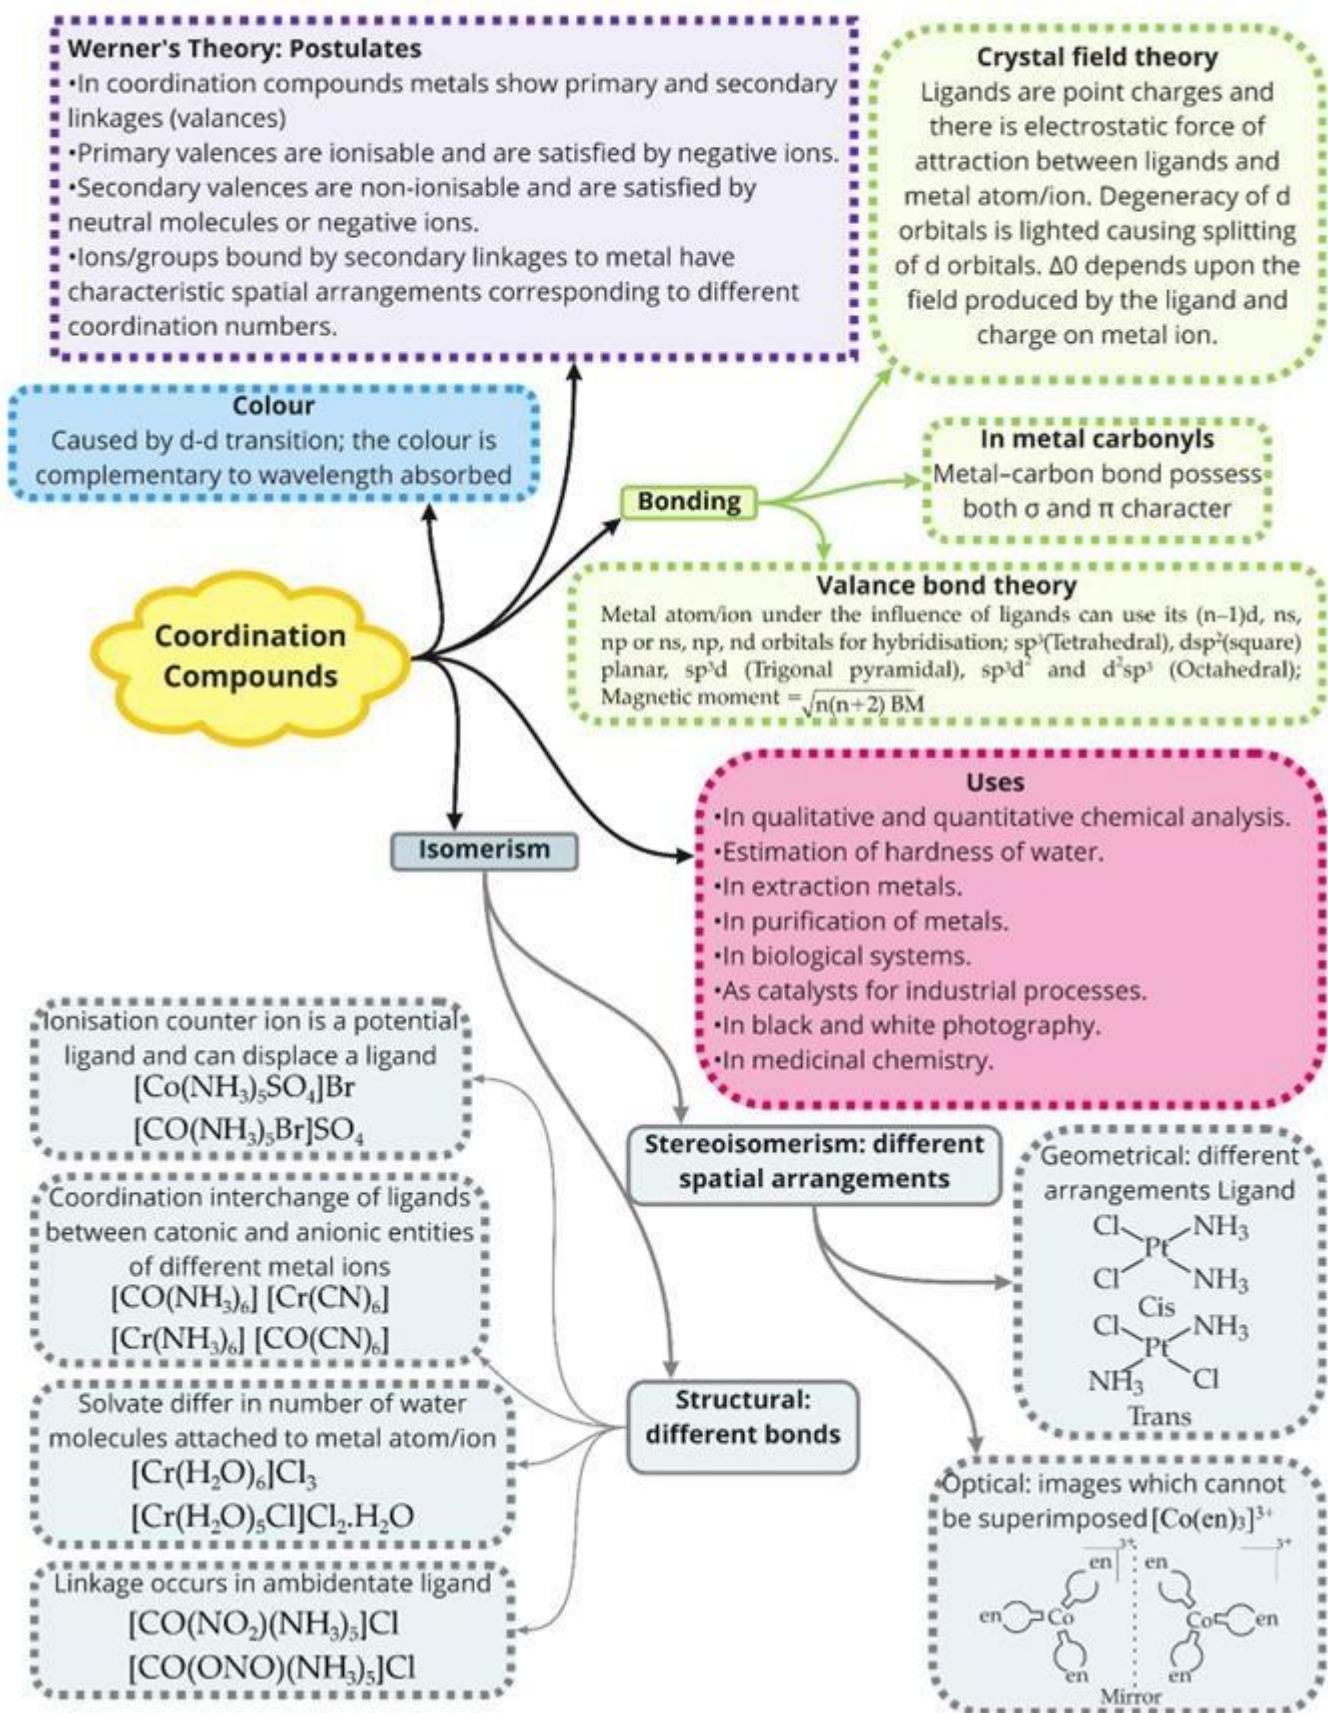 Werner's Theory: Postulates
•In coordination compounds metals show primary and secondary
linkages (valances)
•Primary valences are ionisable and are satisfied by negative ions.
•Secondary valences are non-ionisable and are satisfied by
neutral molecules or negative ions.
•Ions/groups bound by secondary linkages to metal have
characteristic spatial arrangements corresponding to different
coordination numbers.
Crystal field theory
Ligands are point charges and
there is electrostatic force of
attraction between ligands and
metal atom/ion. Degeneracy of d
orbitals is lighted causing splitting
of d orbitals. Δ0 depends upon the
field produced by the ligand and
charge on metal ion.
Colour
Caused by d-d transition; the colour is
complementary to wavelength absorbed
In metal carbonyls
Metal–carbon bond possess
both σ and π character
Bonding
Valance bond theory
Metal atom/ion under the influence of ligands can use its (n–1)d, ns,
np or ns, np, nd orbitals for hybridisation; sp³(Tetrahedral), dsp²(square)
planar, sp³d (Trigonal pyramidal), sp³d² and d²sp³ (Octahedral);
Magnetic moment = √n(n+2) BM
Coordination
Compounds
Uses
•In qualitative and quantitative chemical analysis.
•Estimation of hardness of water.
•In extraction metals.
•In purification of metals.
•In biological systems.
•As catalysts for industrial processes.
•In black and white photography.
•In medicinal chemistry.
Isomerism
Ionisation counter ion is a potential
ligand and can displace a ligand
[Co(NH₃)₅SO₄]Br
[CO(NH₃)₅Br]SO₄
Coordination interchange of ligands
between catonic and anionic entities
of different metal ions
[CO(NH₃)₆] [Cr(CN)₆]
[Cr(NH₃)₆] [CO(CN)₆]
Solvate differ in number of water
molecules attached to metal atom/ion
[Cr(H₂O)₆]Cl₃
[Cr(H₂O)₅Cl]Cl₂.H₂O
Linkage occurs in ambidentate ligand
[CO(NO₂)(NH₃)₅]Cl
[CO(ONO)(NH₃)₅]Cl
Stereoisomerism: different
spatial arrangements
Structural:
different bonds
Geometrical: different
arrangements Ligand
Cl NH₃
Pt
Cl NH₃
Cis
Cl NH₃
Pt
NH₃ Cl
Trans
Optical: images which cannot
be superimposed [Co(en)₃]³⁺
3+ 3+
en en
en Co Co en
en en
Mirror